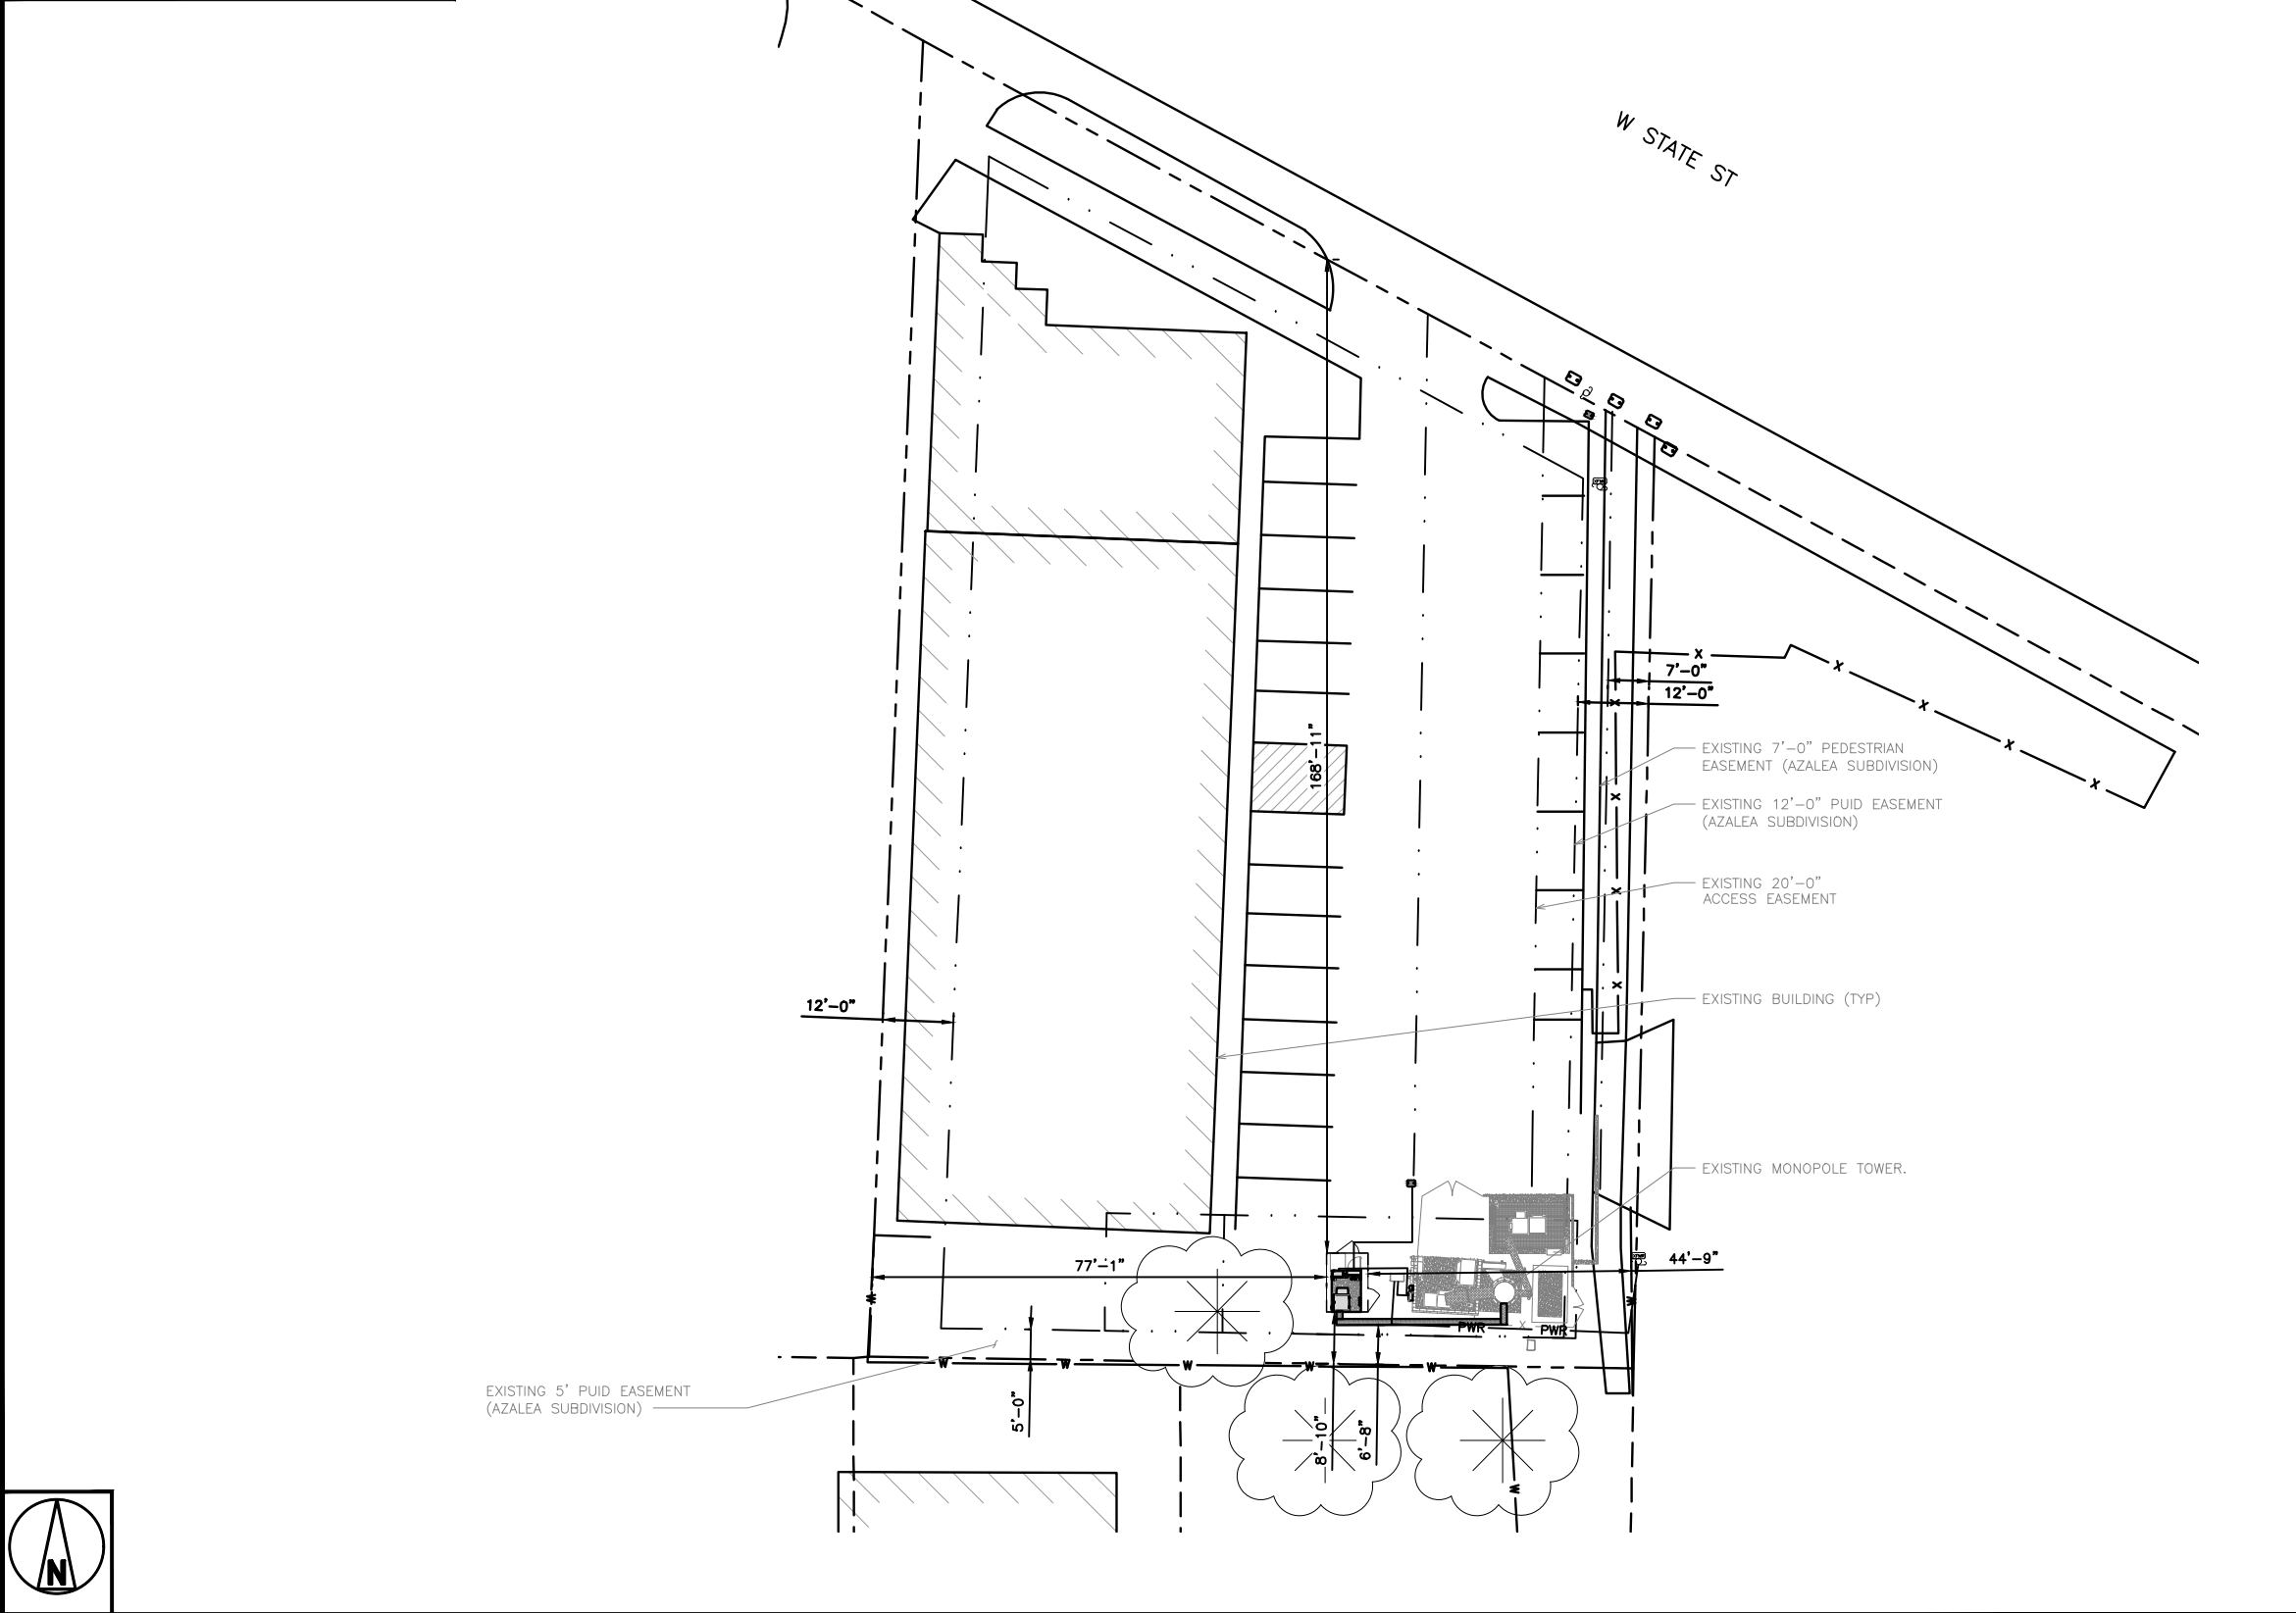 W STATE ST
7'-0"
12'-0"
168'-11"
EXISTING 7'-0" PEDESTRIAN
EASEMENT (AZALEA SUBDIVISION)
EXISTING 12'-0" PUID EASEMENT
(AZALEA SUBDIVISION)
EXISTING 20'-0"
ACCESS EASEMENT
EXISTING BUILDING (TYP)
12'-0"
EXISTING MONOPOLE TOWER.
77'-1"
44'-9"
PWR
PWR
W
W
W
W
W
W
W
W
X
X
X
X
X
X
X
X
X
EXISTING 5' PUID EASEMENT
(AZALEA SUBDIVISION)
5'-0"
8'-10"
6'-8"
N